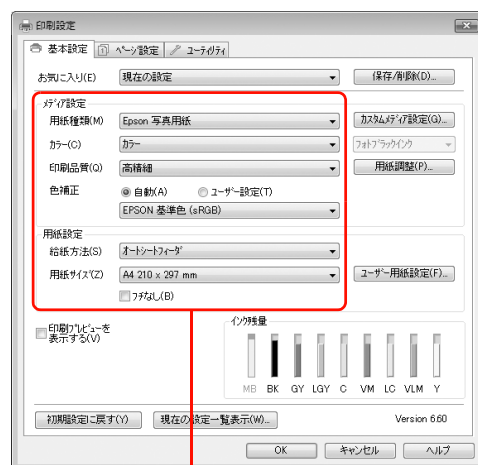 印刷設定
基本設定 ページ設定 ユーティリティ
お気に入り(E) 現在の設定 保存/削除(D)...
メディア設定
用紙種類(M) Epson 写真用紙 カスタムメディア設定(G)...
カラー(C) カラー フォトブラックインク
印刷品質(Q) 高精細 用紙調整(P)...
色補正 自動(A) ユーザー設定(T)
EPSON 基準色 (sRGB)
用紙設定
給紙方法(S) オートシートフィーダ
用紙サイズ(Z) A4 210 x 297 mm ユーザー用紙設定(F)...
フチなし(B)
印刷プレビューを
表示する(V)
インク残量
MB BK GY LGY C VM LC VLM Y
初期設定に戻す(Y) 現在の設定一覧表示(W)... Version 6.60
OK キャンセル ヘルプ